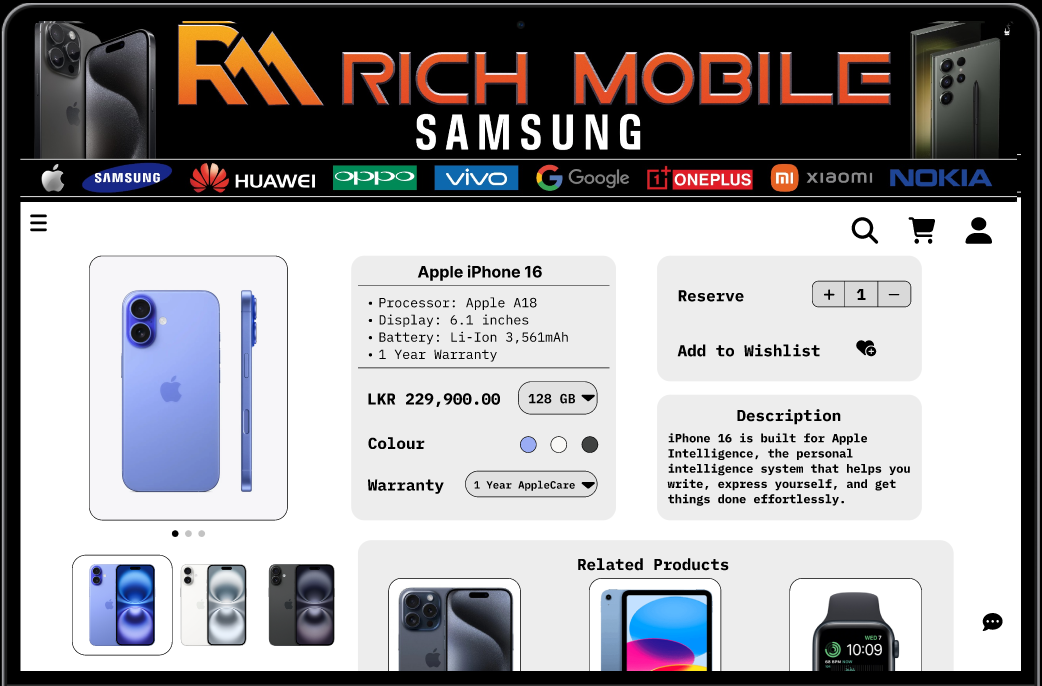 RM RICH MOBILE
SAMSUNG
SAMSUNG HUAWEI oppo vivo Google 1+ ONEPLUS mi xiaomi NOKIA
Apple iPhone 16
• Processor: Apple A18
• Display: 6.1 inches
• Battery: Li-Ion 3,561mAh
• 1 Year Warranty
LKR 229,900.00 128 GB
Colour
Warranty 1 Year AppleCare
Reserve + 1 −
Add to Wishlist
Description
iPhone 16 is built for Apple
Intelligence, the personal
intelligence system that helps you
write, express yourself, and get
things done effortlessly.
Related Products
WED 7
10:09